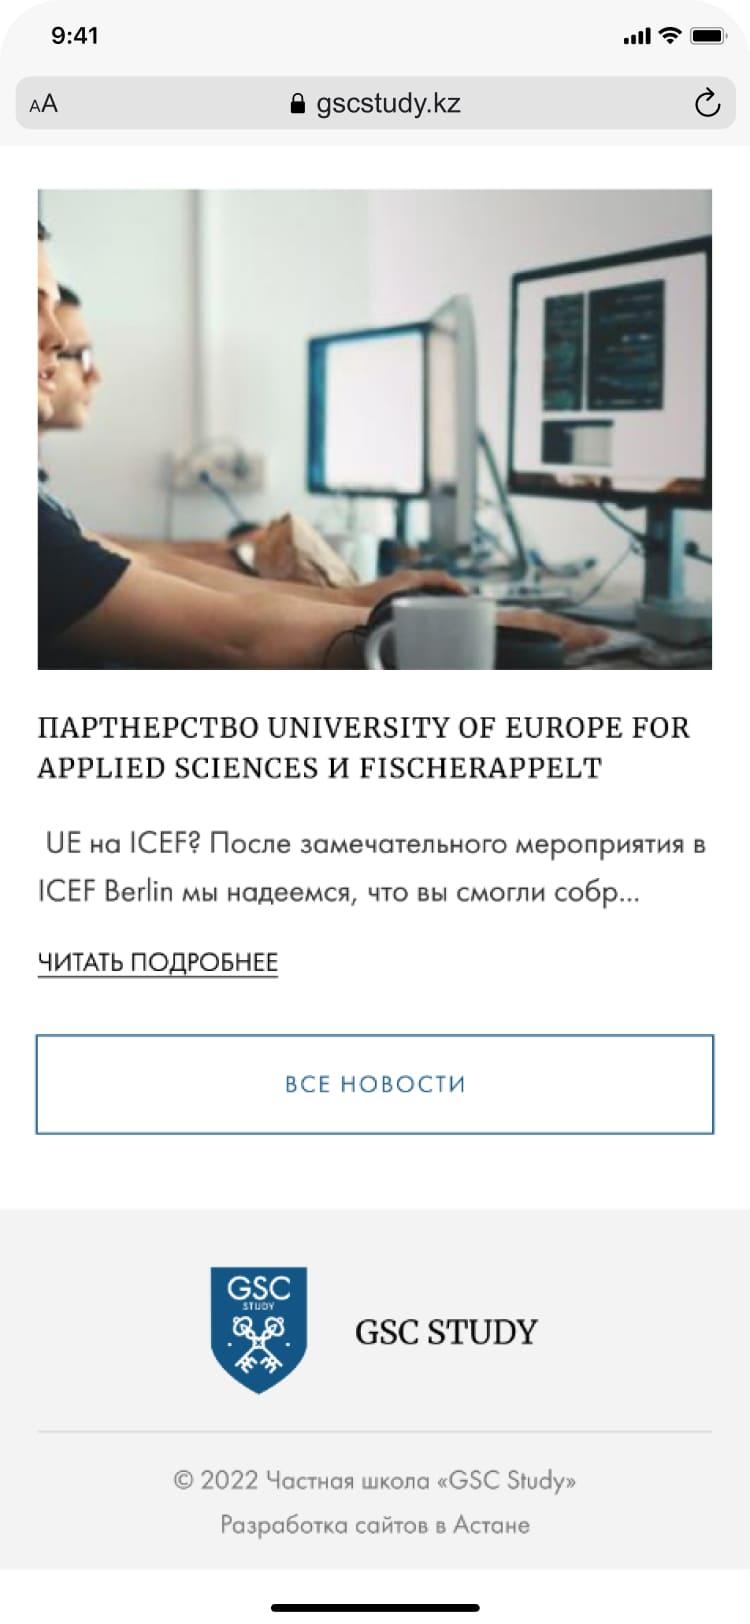 9:41
AA gscstudy.kz
ПАРТНЕРСТВО UNIVERSITY OF EUROPE FOR
APPLIED SCIENCES И FISCHERAPPELT
UE на ICEF? После замечательного мероприятия в
ICEF Berlin мы надеемся, что вы смогли собр...
ЧИТАТЬ ПОДРОБНЕЕ
ВСЕ НОВОСТИ
GSC
STUDY
GSC STUDY
© 2022 Частная школа «GSC Study»
Разработка сайтов в Астане